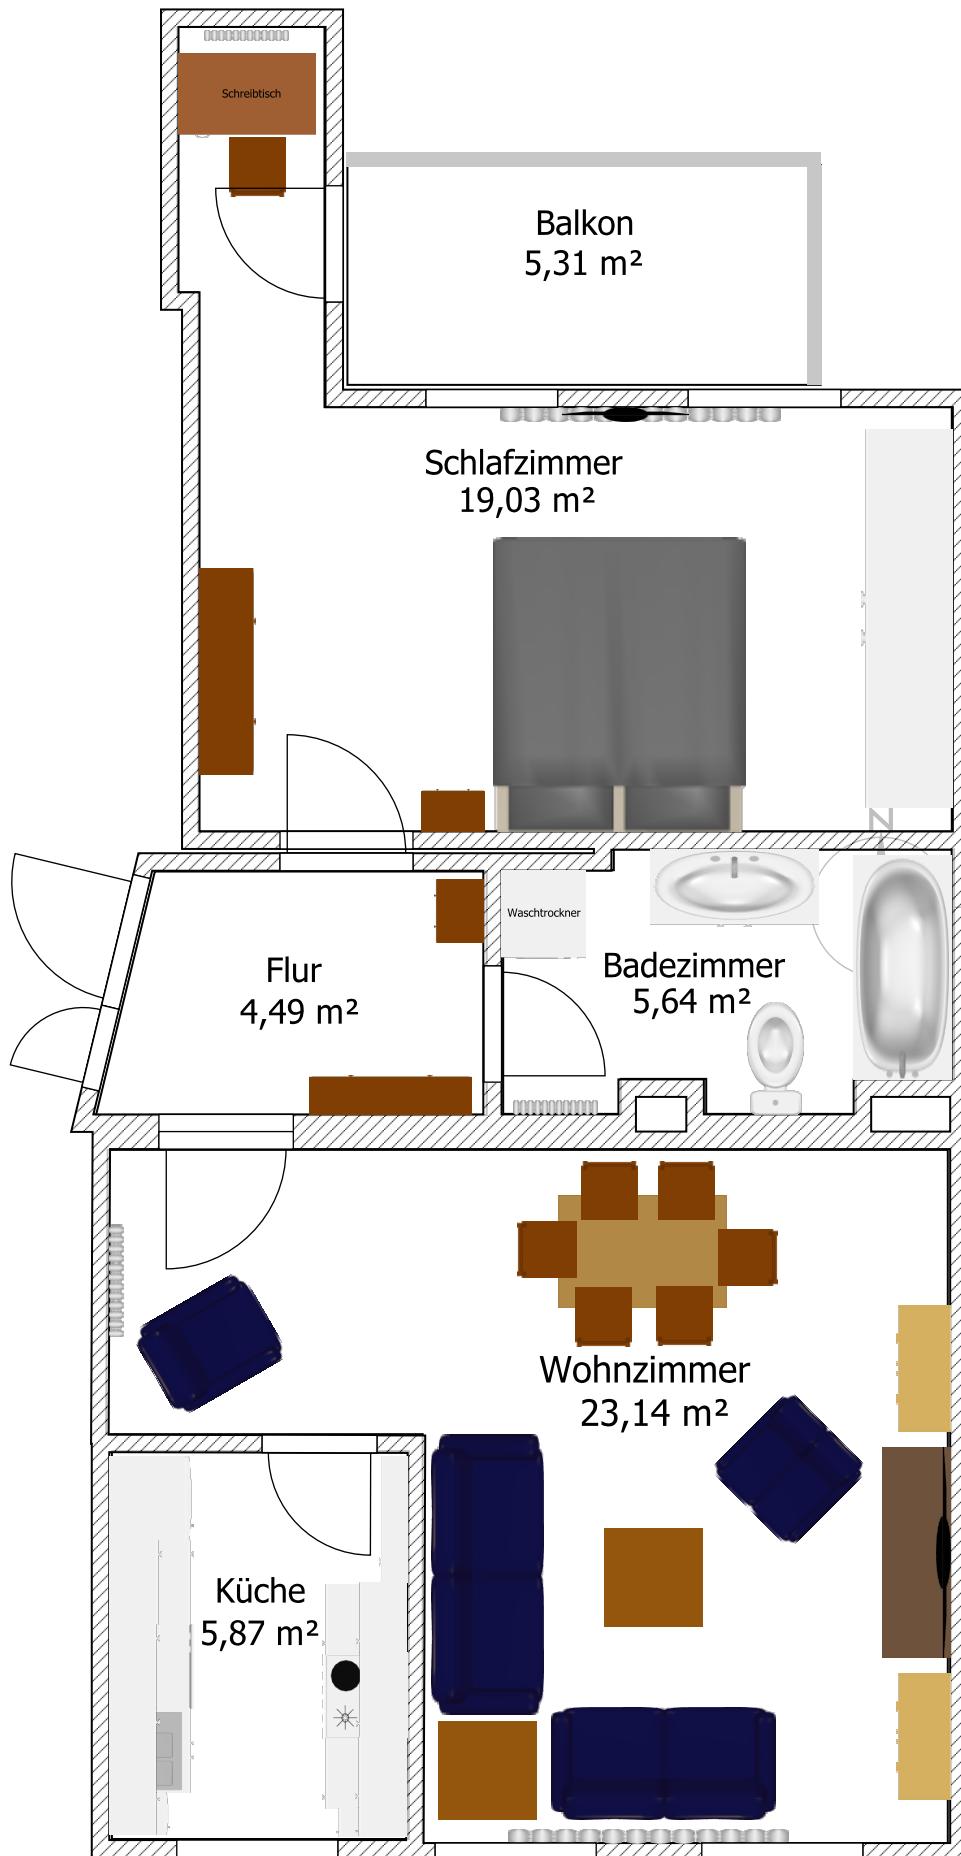 Schreibtisch
Balkon
5,31 m²
Schlafzimmer
19,03 m²
N
Waschtrockner
Badezimmer
5,64 m²
Flur
4,49 m²
Wohnzimmer
23,14 m²
Küche
5,87 m²